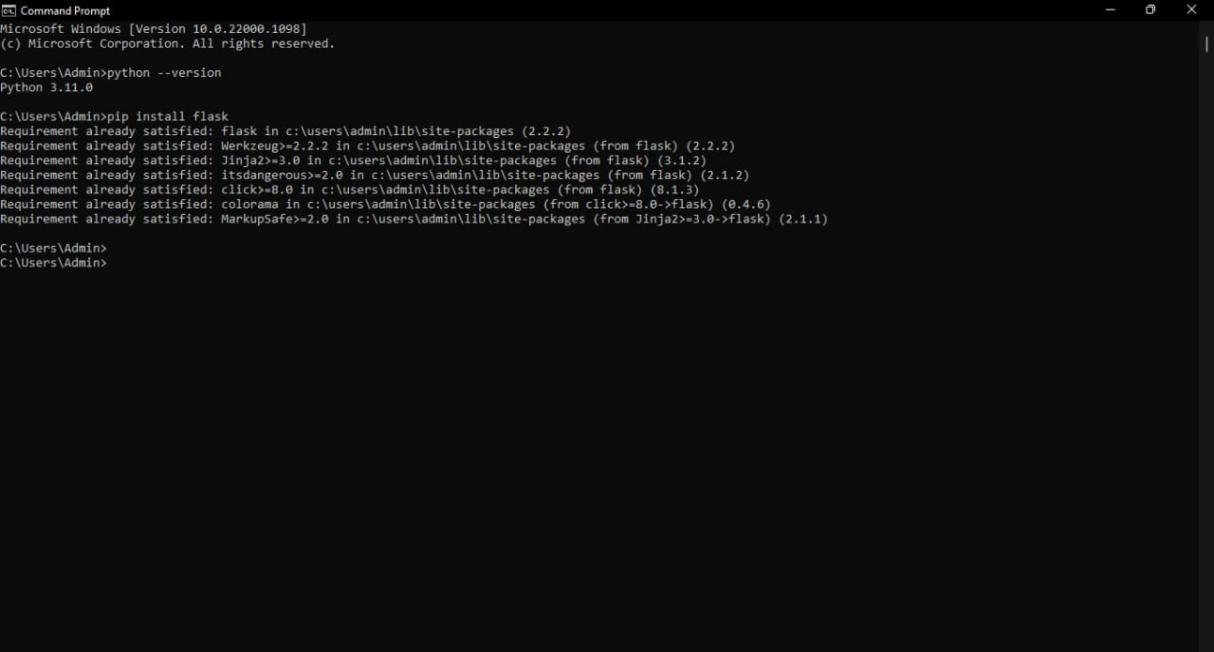 Command Prompt
Microsoft Windows [Version 10.0.22000.1098]
(c) Microsoft Corporation. All rights reserved.
C:\Users\Admin>python --version
Python 3.11.0
C:\Users\Admin>pip install flask
Requirement already satisfied: flask in c:\users\admin\lib\site-packages (2.2.2)
Requirement already satisfied: Werkzeug>=2.2.2 in c:\users\admin\lib\site-packages (from flask) (2.2.2)
Requirement already satisfied: Jinja2>=3.0 in c:\users\admin\lib\site-packages (from flask) (3.1.2)
Requirement already satisfied: itsdangerous>=2.0 in c:\users\admin\lib\site-packages (from flask) (2.1.2)
Requirement already satisfied: click>=8.0 in c:\users\admin\lib\site-packages (from flask) (8.1.3)
Requirement already satisfied: colorama in c:\users\admin\lib\site-packages (from click>=8.0->flask) (0.4.6)
Requirement already satisfied: MarkupSafe>=2.0 in c:\users\admin\lib\site-packages (from Jinja2>=3.0->flask) (2.1.1)
C:\Users\Admin>
C:\Users\Admin>